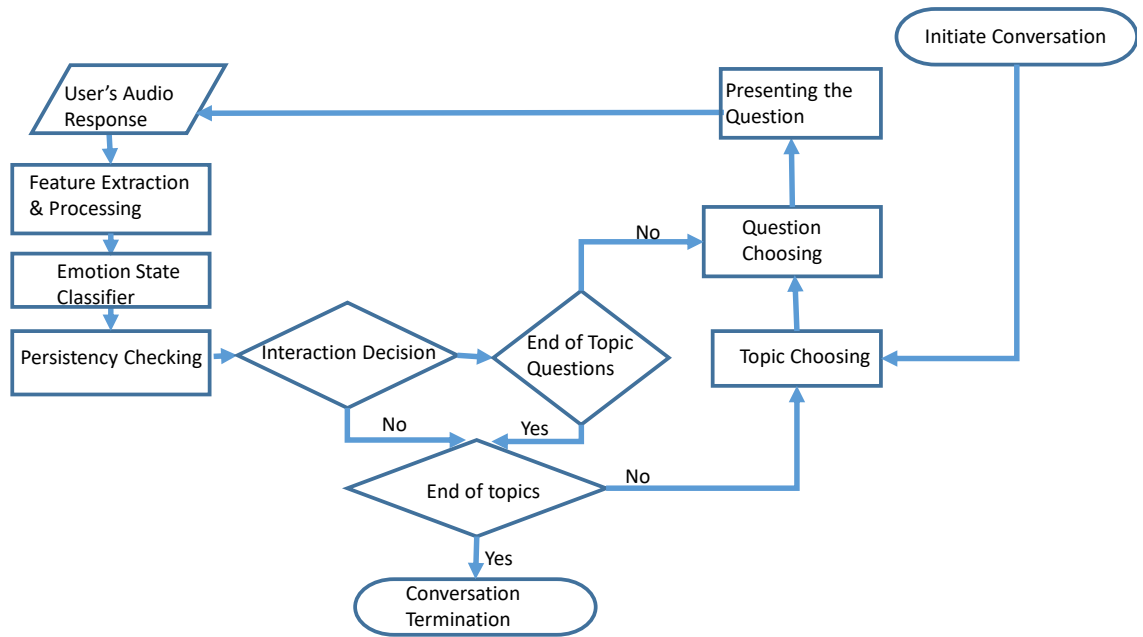 Initiate Conversation
User's Audio
Response
Presenting the
Question
Feature Extraction
& Processing
No
Question
Choosing
Emotion State
Classifier
Persistency Checking
Interaction Decision
End of Topic
Questions
Topic Choosing
No
Yes
End of topics
No
Yes
Conversation
Termination